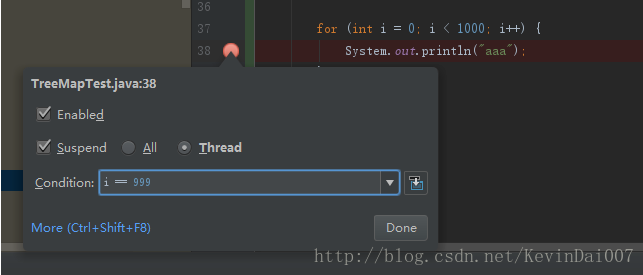 36
37 for (int i = 0; i < 1000; i++) {
38 System.out.println("aaa");
TreeMapTest.java:38
Enabled
Suspend All Thread
Condition: i == 999
More (Ctrl+Shift+F8) Done
http://blog.csdn.net/KevinDai007